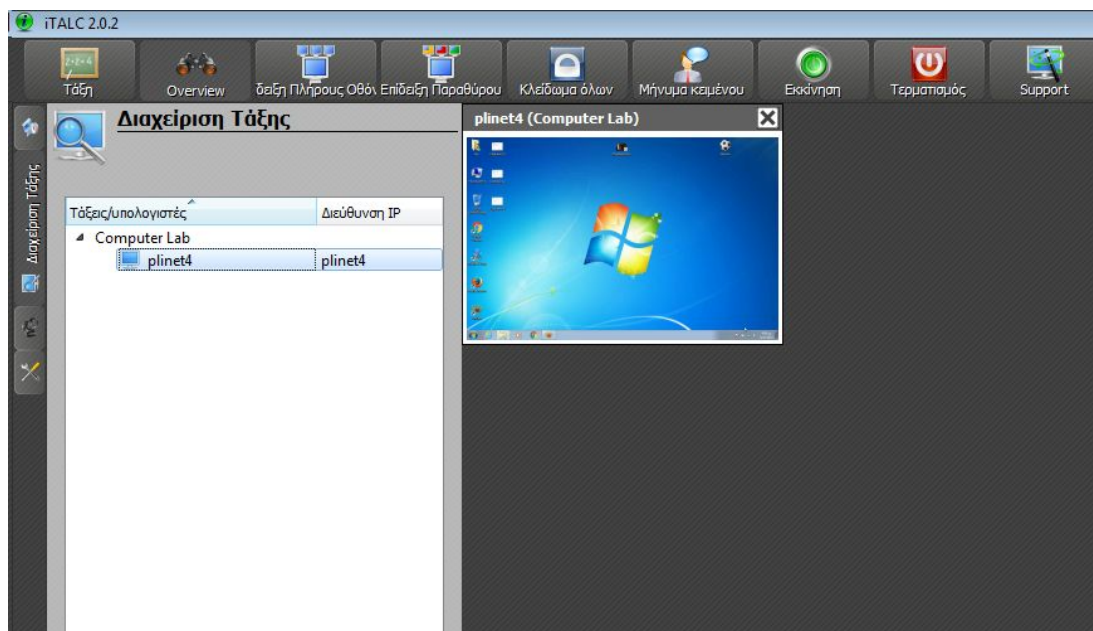 iTALC 2.0.2
Τάξη
Overview
δειξη Πλήρους Οθόν
Επίδειξη Παραθύρου
Κλείδωμα όλων
Μήνυμα κειμένου
Εκκίνηση
Τερματισμός
Support
Διαχείριση Τάξης
Διαχείριση Τάξης
Τάξεις/υπολογιστές
Διεύθυνση IP
Computer Lab
plinet4
plinet4
plinet4 (Computer Lab)